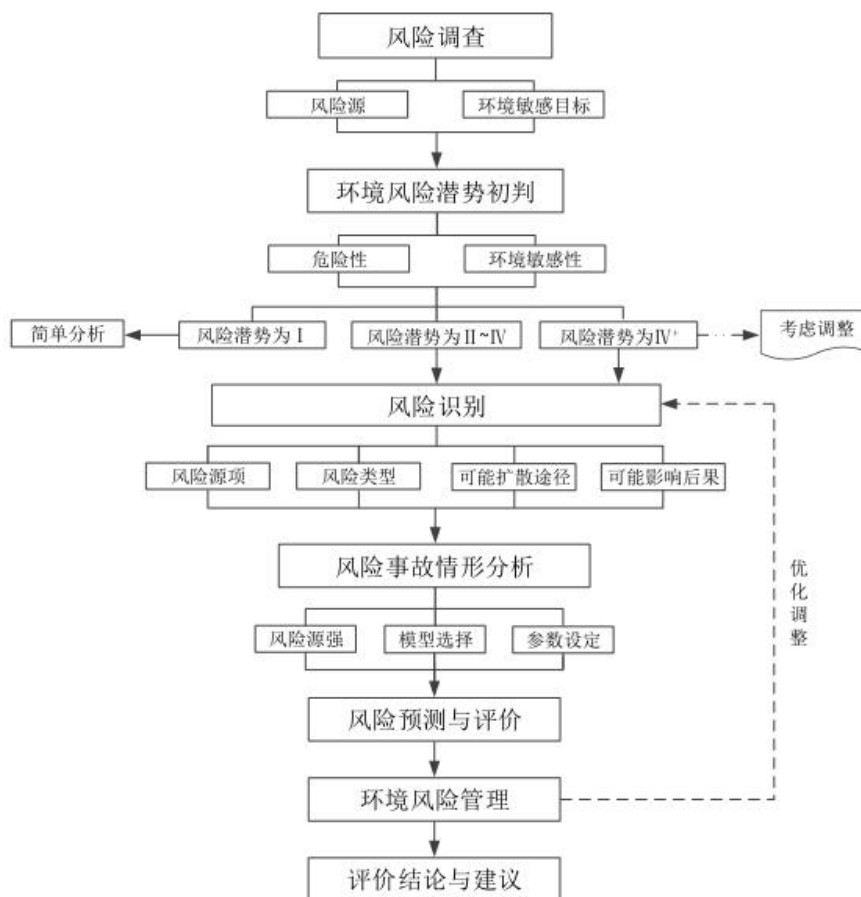 风险调查
风险源
环境敏感目标
环境风险潜势初判
危险性
环境敏感性
简单分析
风险潜势为Ⅰ
风险潜势为Ⅱ~Ⅳ
风险潜势为Ⅳ⁺
考虑调整
风险识别
风险源项
风险类型
可能扩散途径
可能影响后果
风险事故情形分析
优化调整
风险源强
模型选择
参数设定
风险预测与评价
环境风险管理
评价结论与建议